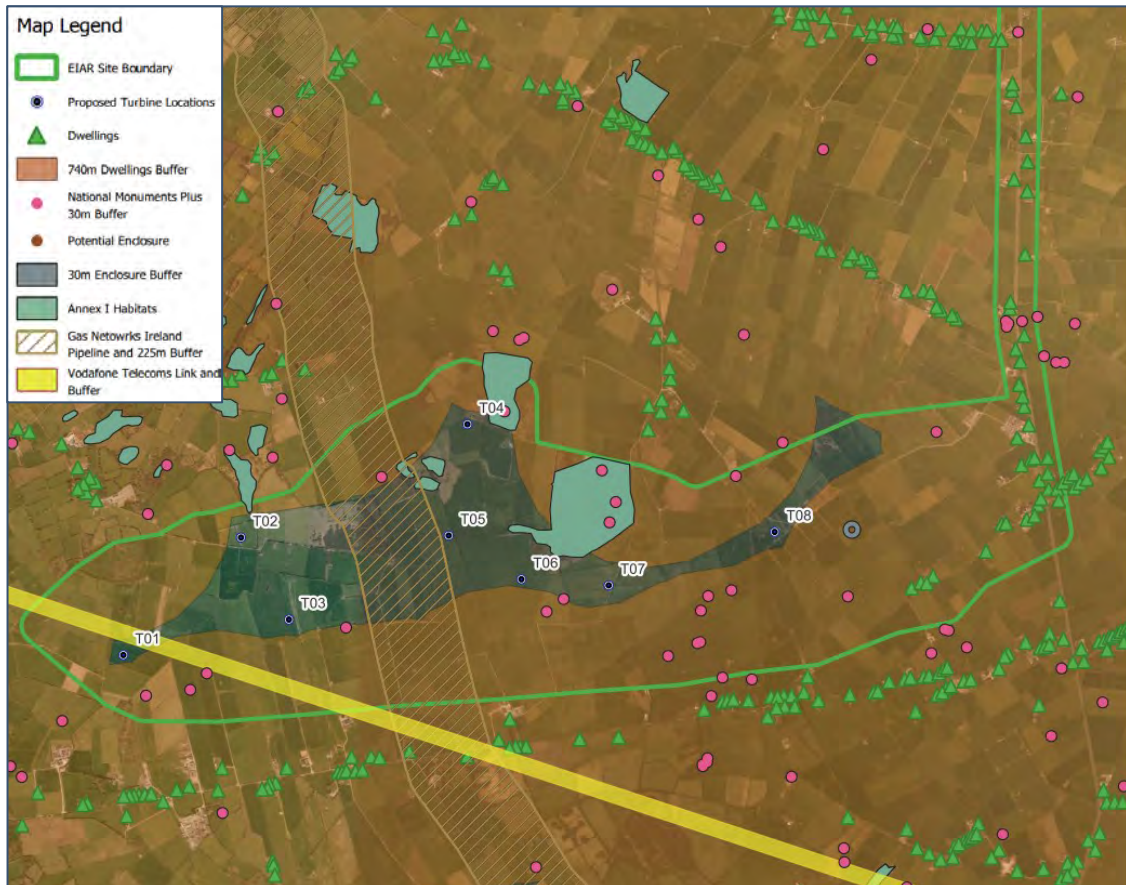 Map Legend
EIAR Site Boundary
Proposed Turbine Locations
Dwellings
740m Dwellings Buffer
National Monuments Plus
30m Buffer
Potential Enclosure
30m Enclosure Buffer
Annex I Habitats
Gas Netowrks Ireland
Pipeline and 225m Buffer
Vodafone Telecoms Link and
Buffer
T04
T02
T05
T08
T06
T07
T03
T01